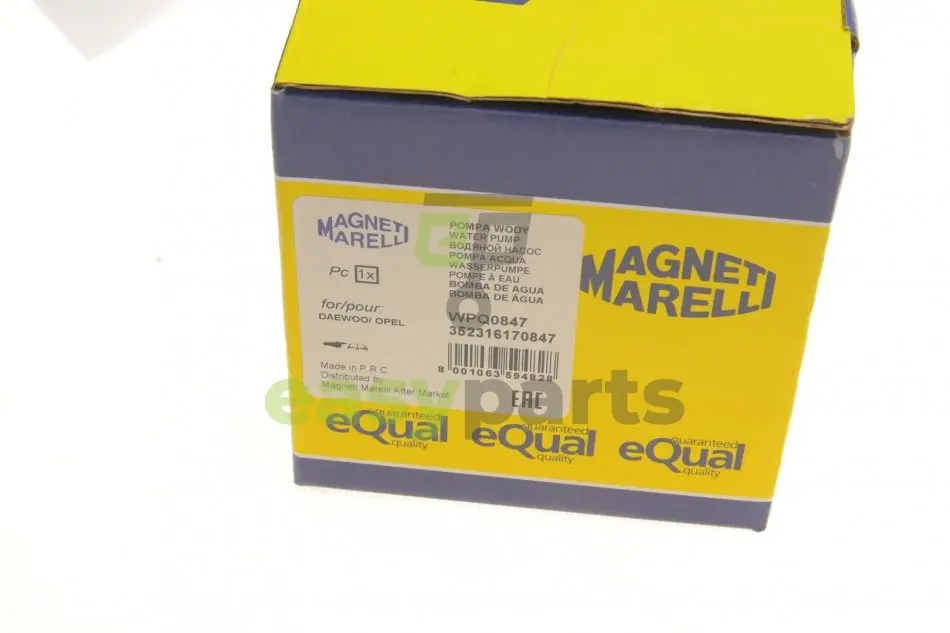 MAGNETI
MARELLI
Pc 1x
for/pour:
DAEWOO/ OPEL
Made in P.R.C
Distributed by
Magneti Marelli After Market
POMPA WODY
WATER PUMP
ВОДЯНОЙ НАСОС
POMPA ACQUA
WASSERPUMPE
POMPE À EAU
BOMBA DE AGUA
BOMBA DE ÁGUA
WPQ0847
352316170847
8 001063 594828
EAC
MAGNETI
MARELLI
easyparts
guaranteed
eQual
quality
guaranteed
eQual
quality
guaranteed
eQual
quality